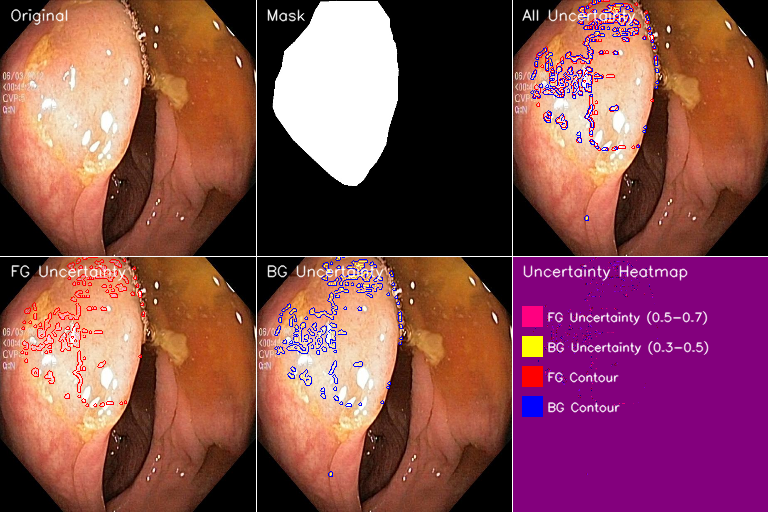 Original
Mask
All Uncertainty
FG Uncertainty
BG Uncertainty
Uncertainty Heatmap
FG Uncertainty (0.5-0.7)
BG Uncertainty (0.3-0.5)
FG Contour
BG Contour